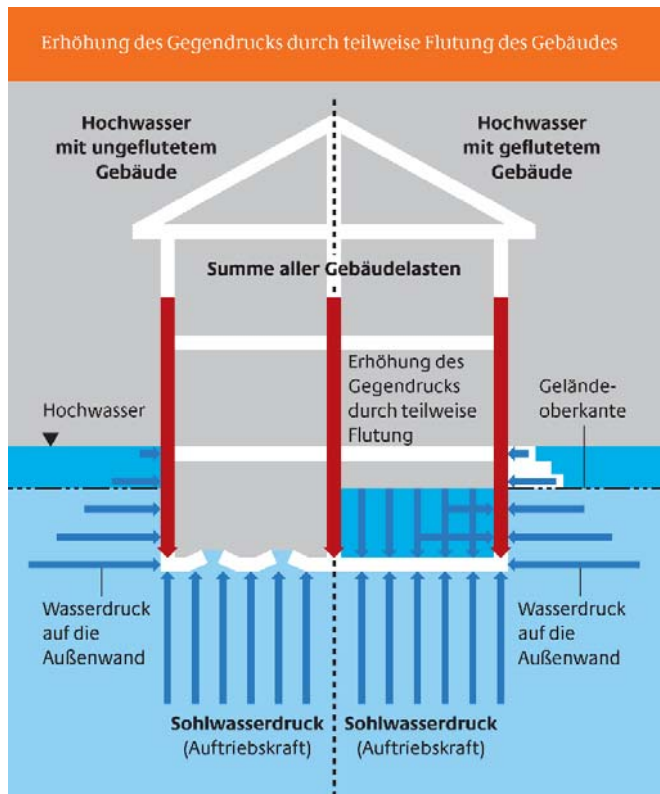 Erhöhung des Gegendrucks durch teilweise Flutung des Gebäudes
Hochwasser
mit ungeflutetem
Gebäude
Hochwasser
mit geflutetem
Gebäude
Summe aller Gebäudelasten
Erhöhung des
Gegendrucks
durch teilweise
Flutung
Hochwasser
Gelände-
oberkante
Wasserdruck
auf die
Außenwand
Wasserdruck
auf die
Außenwand
Sohlwasserdruck
(Auftriebskraft)
Sohlwasserdruck
(Auftriebskraft)